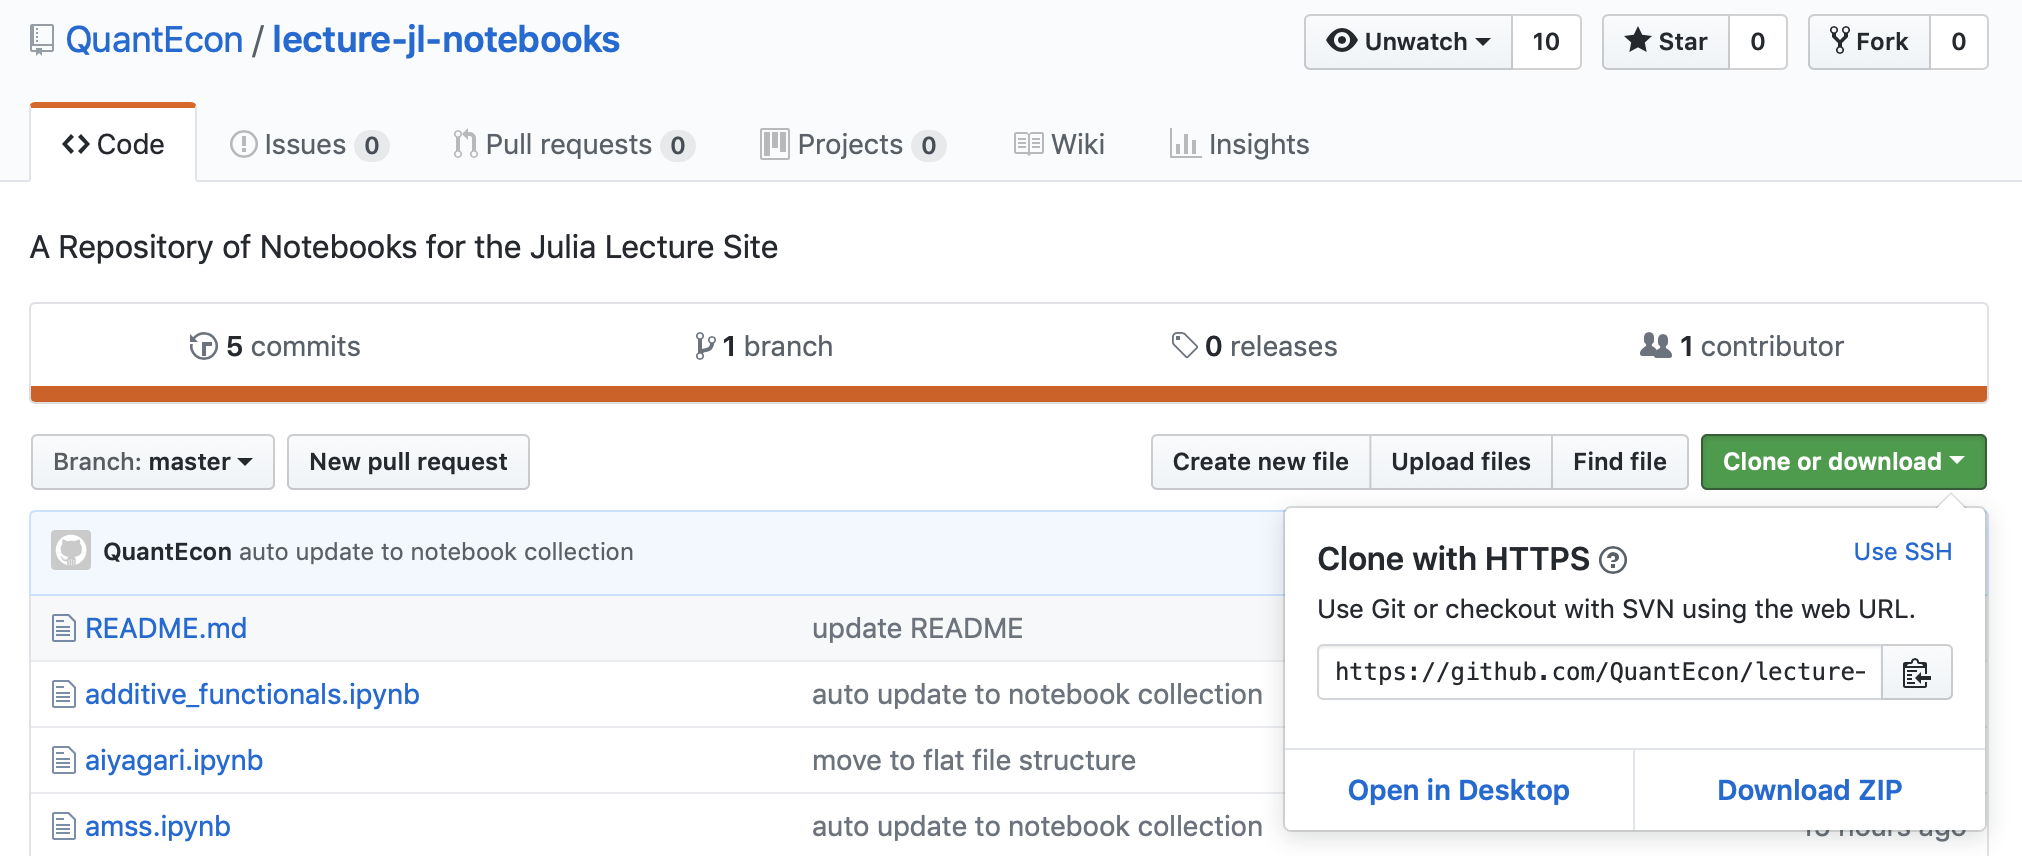 QuantEcon / lecture-jl-notebooks
Unwatch 10 Star 0 Fork 0
Code Issues 0 Pull requests 0 Projects 0 Wiki Insights
A Repository of Notebooks for the Julia Lecture Site
5 commits 1 branch 0 releases 1 contributor
Branch: master New pull request Create new file Upload files Find file Clone or download
QuantEcon auto update to notebook collection
README.md update README
additive_functionals.ipynb auto update to notebook collection
aiyagari.ipynb move to flat file structure
amss.ipynb auto update to notebook collection
Clone with HTTPS ? Use SSH
Use Git or checkout with SVN using the web URL.
https://github.com/QuantEcon/lecture-
Open in Desktop Download ZIP
hours ago